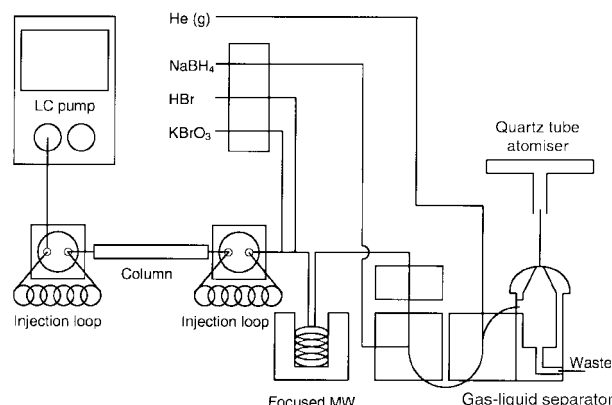 He (g)
NaBH4
HBr
KBrO3
LC pump
Quartz tube
atomiser
Column
Injection loop
Injection loop
Waste
Focused MW
Gas-liquid separator